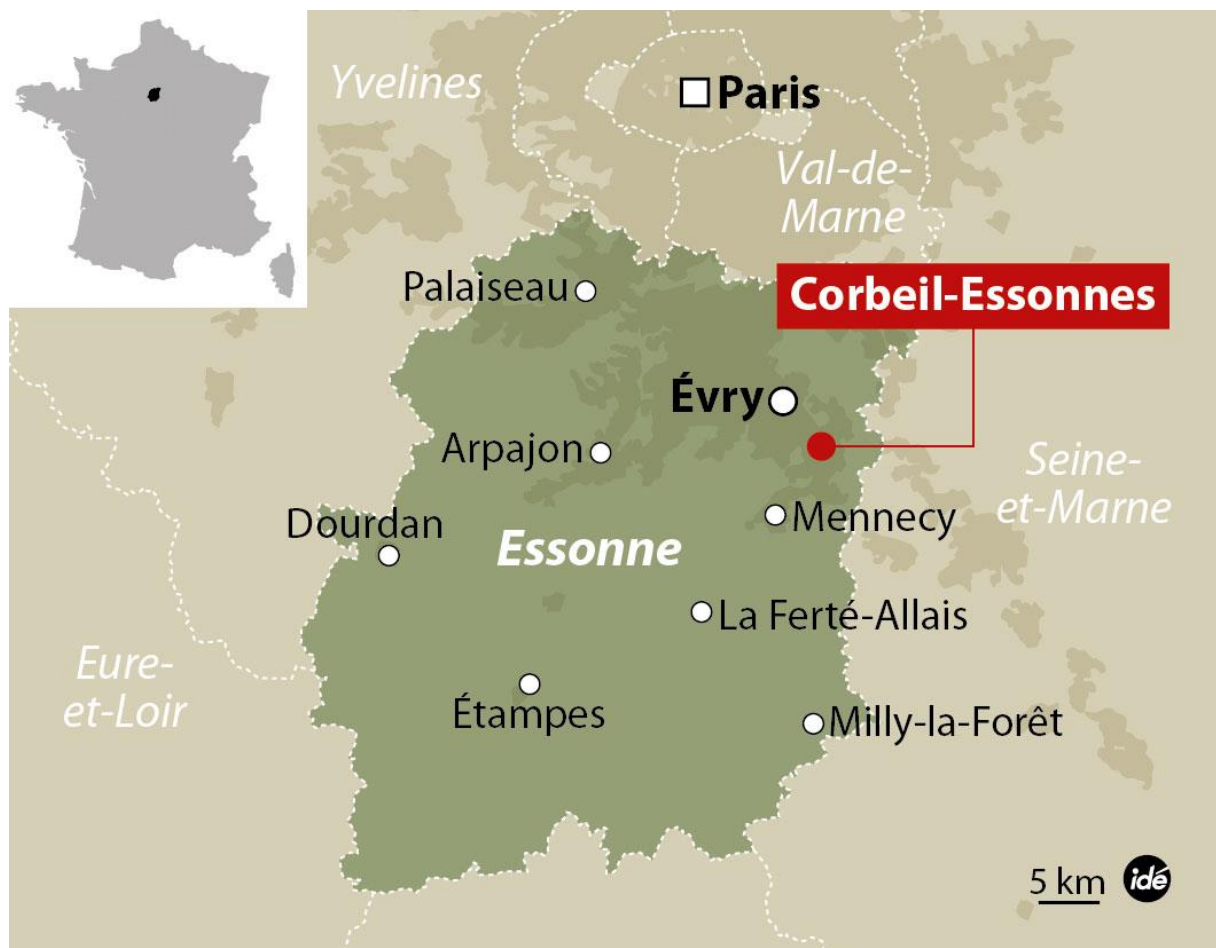 Yvelines
Paris
Val-de-
Marne
Palaiseau
Corbeil-Essonnes
Évry
Arpajon
Seine-
et-Marne
Dourdan
Mennecy
Essonne
La Ferté-Allais
Eure-
et-Loir
Étampes
Milly-la-Forêt
5 km
idé